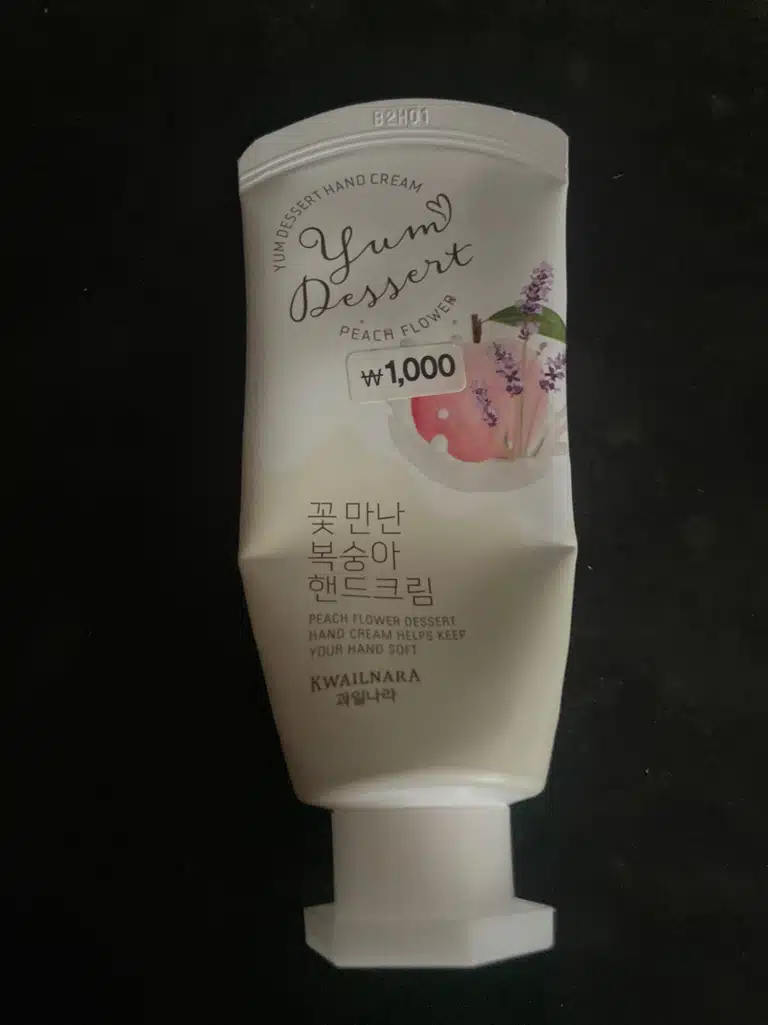 B2H01
YUM DESSERT HAND CREAM
Yum
Dessert
PEACH FLOWER
₩1,000
꽃 만난
복숭아
핸드크림
PEACH FLOWER DESSERT
HAND CREAM HELPS KEEP
YOUR HAND SOFT
KWAILNARA
과일나라